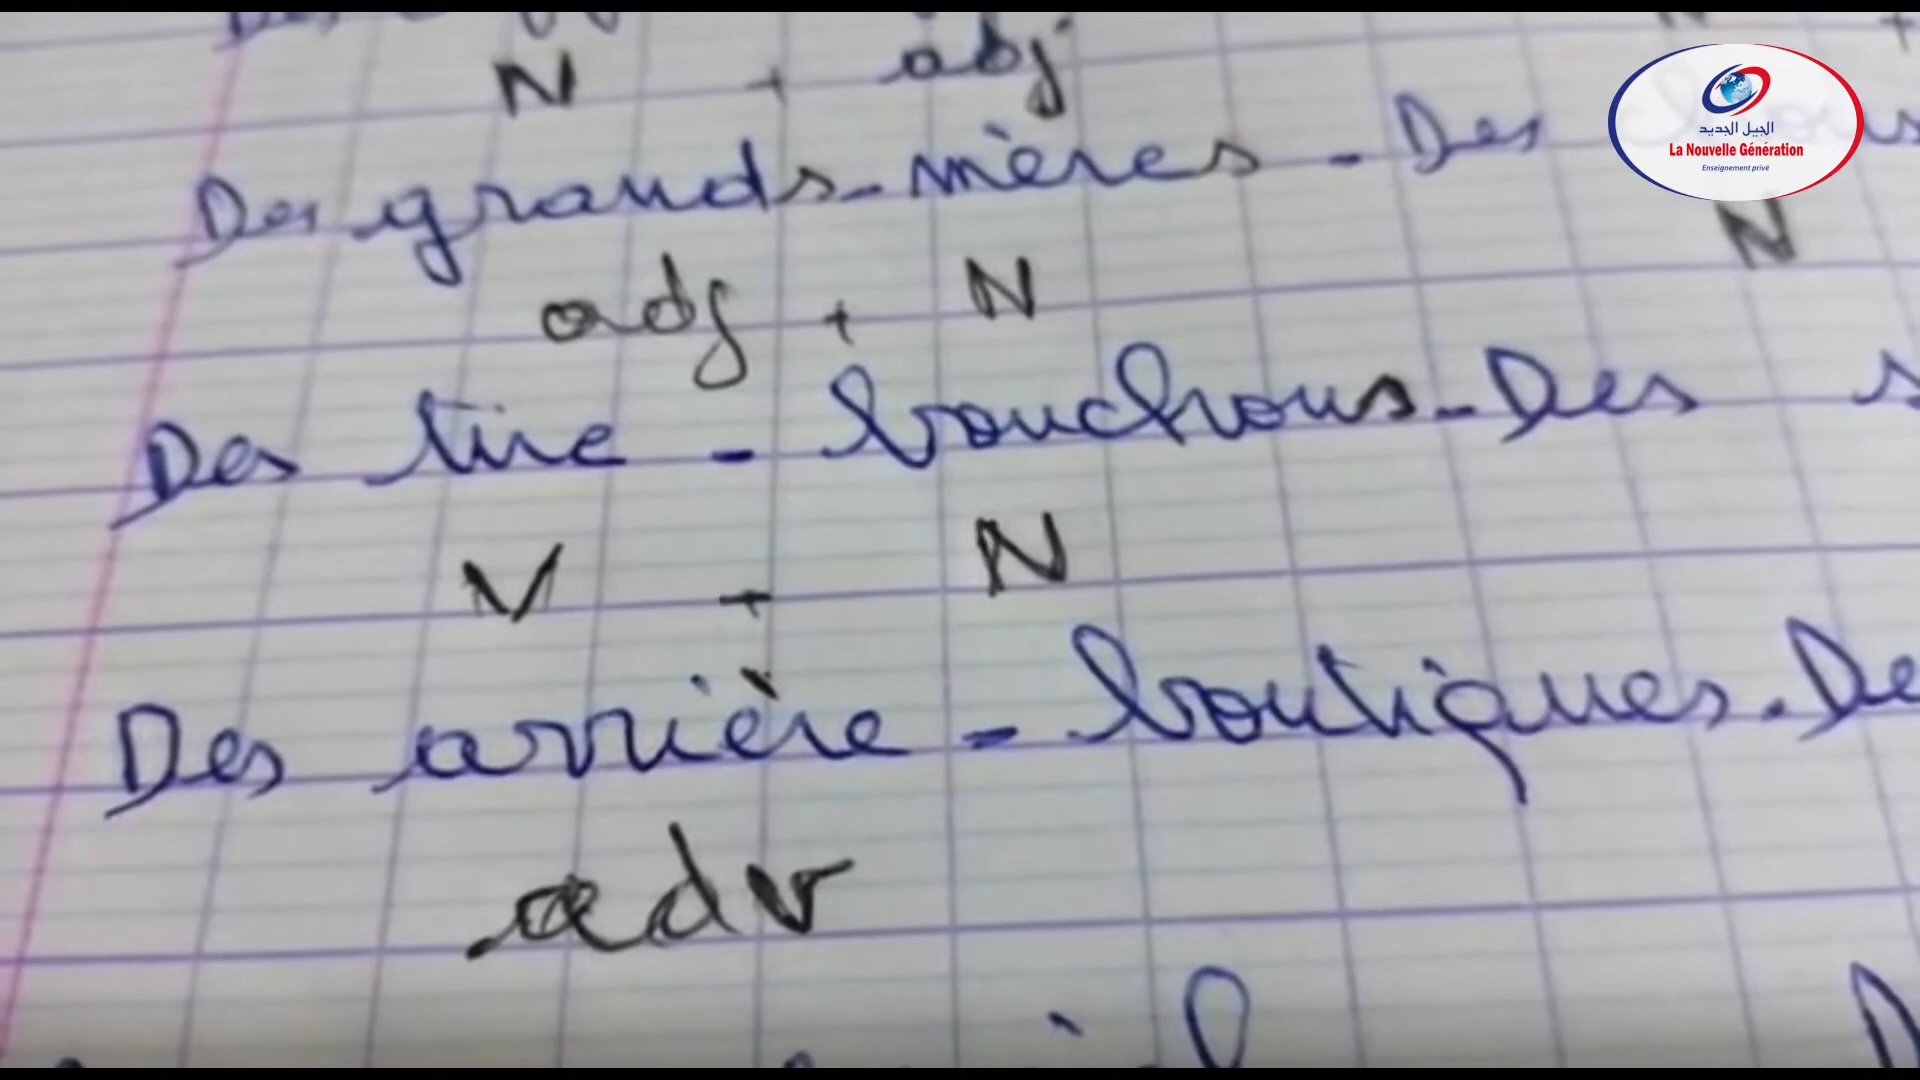 N + adj
Des grands-mères - Des
N
adj + N
Des tire-bouchons - Des
V + N
Des arrière-boutiques. De
adv
الجيل الجديد
La Nouvelle Génération
Enseignement privé